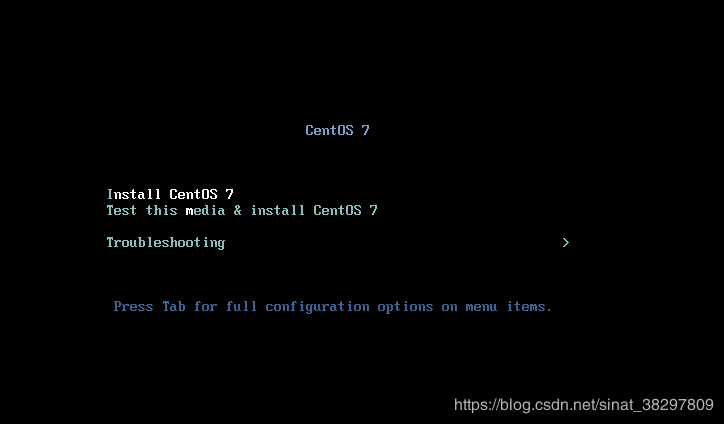 CentOS 7
Install CentOS 7
Test this media & install CentOS 7
Troubleshooting >
Press Tab for full configuration options on menu items.
https://blog.csdn.net/sinat_38297809